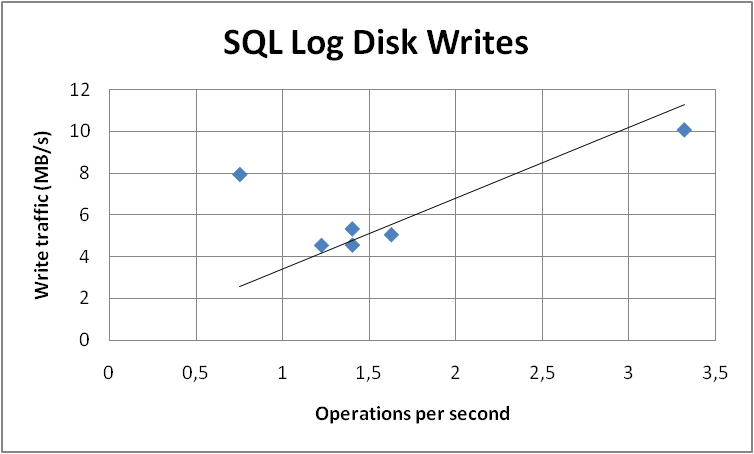 SQL Log Disk Writes
Write traffic (MB/s)
12
10
8
6
4
2
0
0 0,5 1 1,5 2 2,5 3 3,5
Operations per second